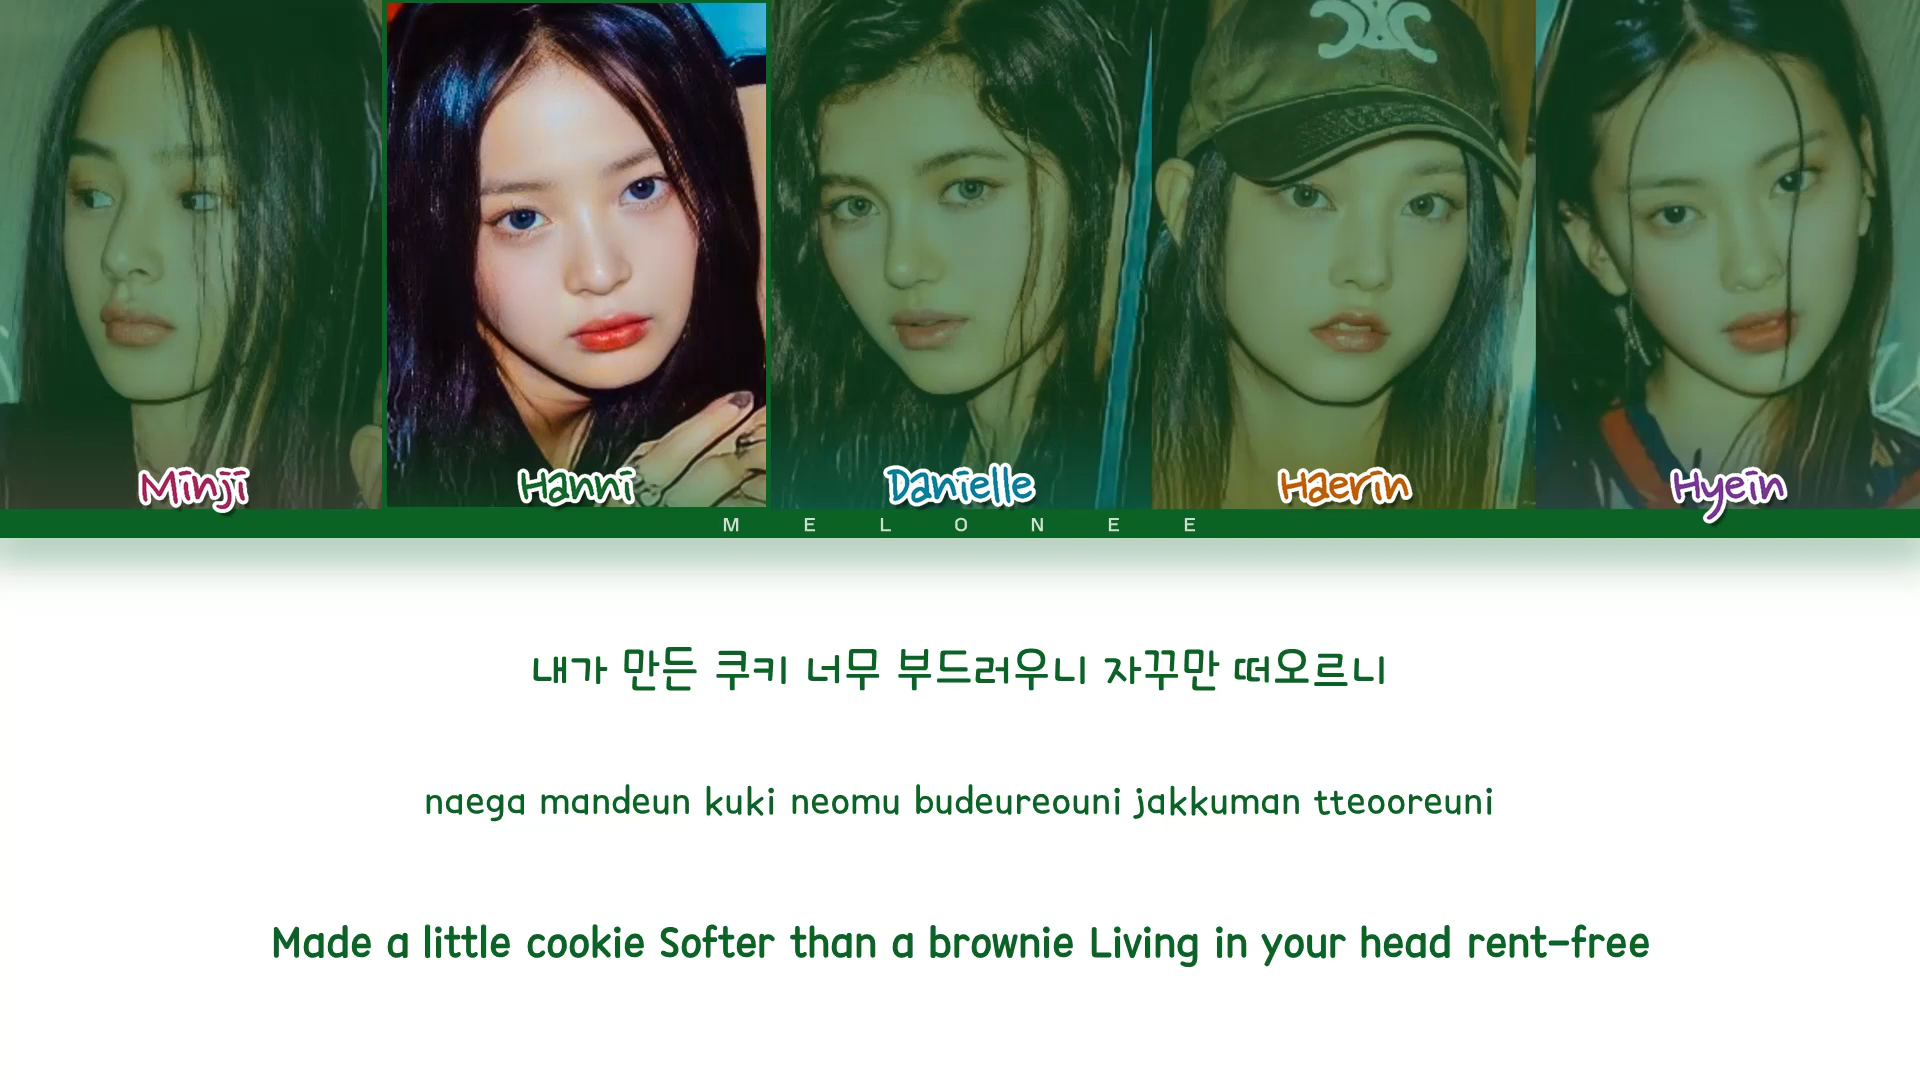 Minji Hanni Danielle Haerin Hyein
MELONEE
내가 만든 쿠키 너무 부드러우니 자꾸만 떠오르니
naega mandeun kuki neomu budeureouni jakkuman tteooreuni
Made a little cookie Softer than a brownie Living in your head rent-free